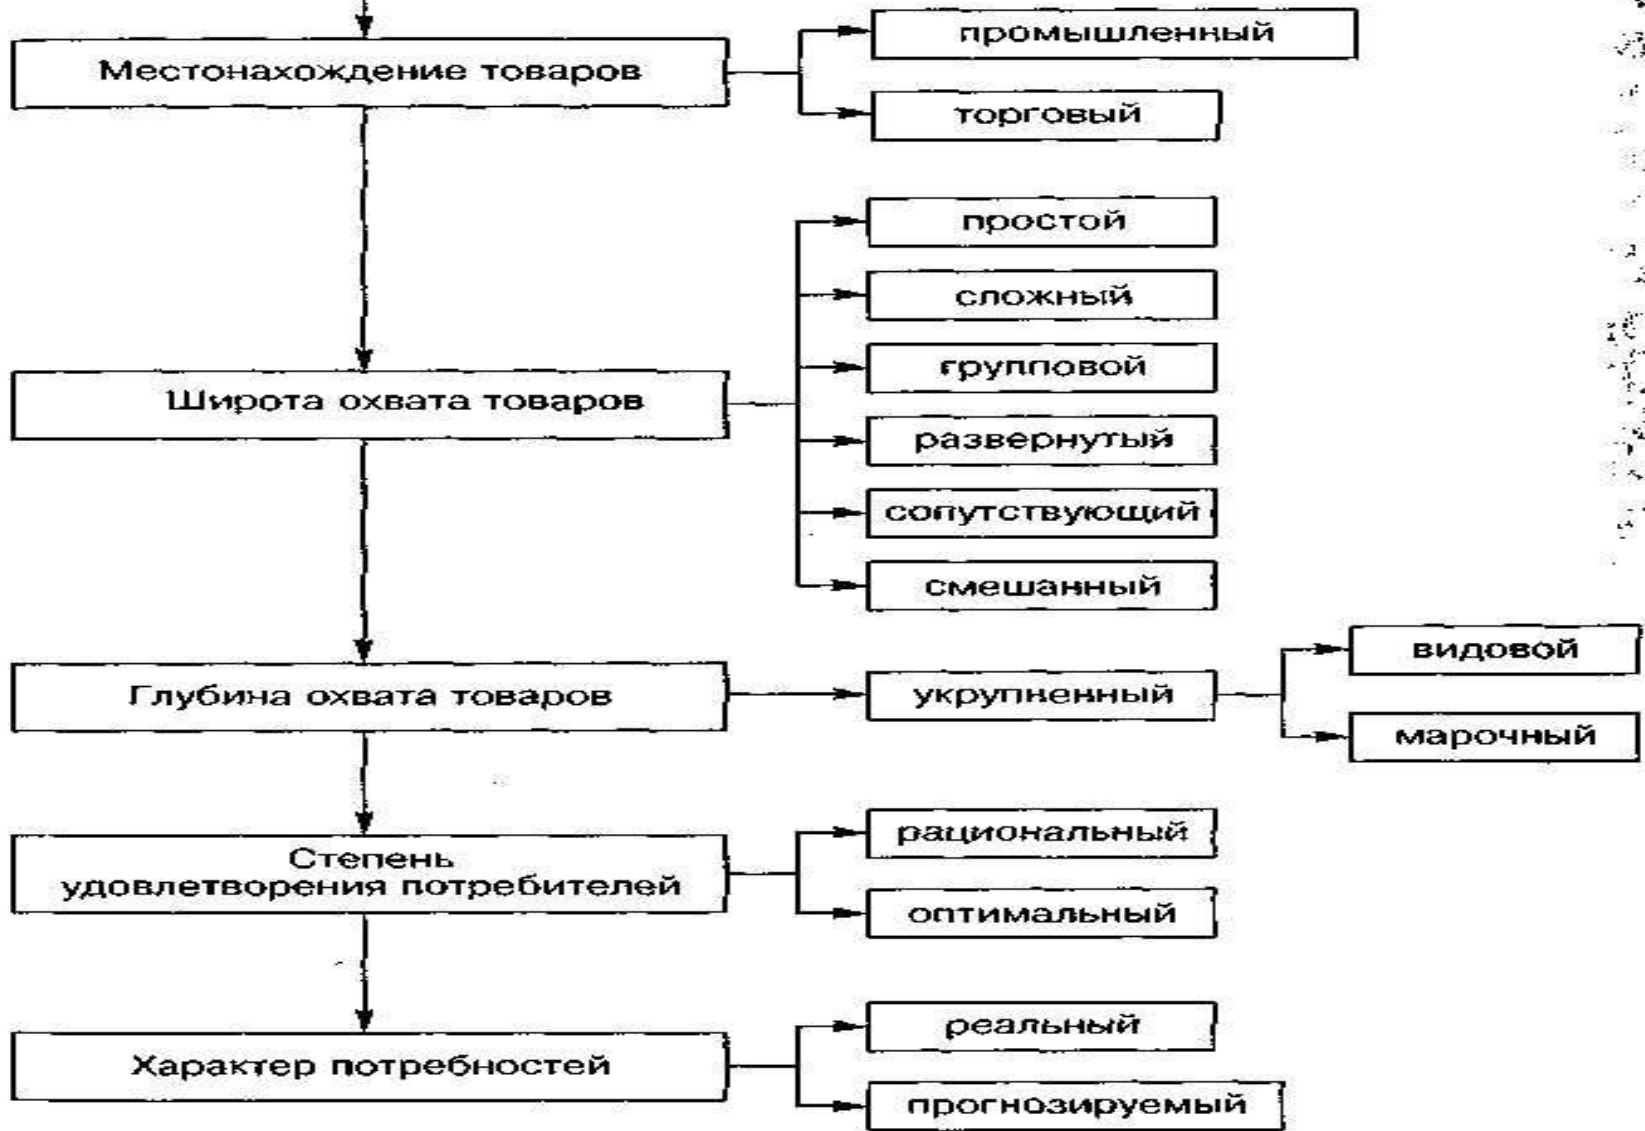 промышленный
Местонахождение товаров
торговый
простой
сложный
групповой
Широта охвата товаров
развернутый
сопутствующий
смешанный
видовой
Глубина охвата товаров
укрупненный
марочный
рациональный
Степень
удовлетворения потребителей
оптимальный
реальный
Характер потребностей
прогнозируемый